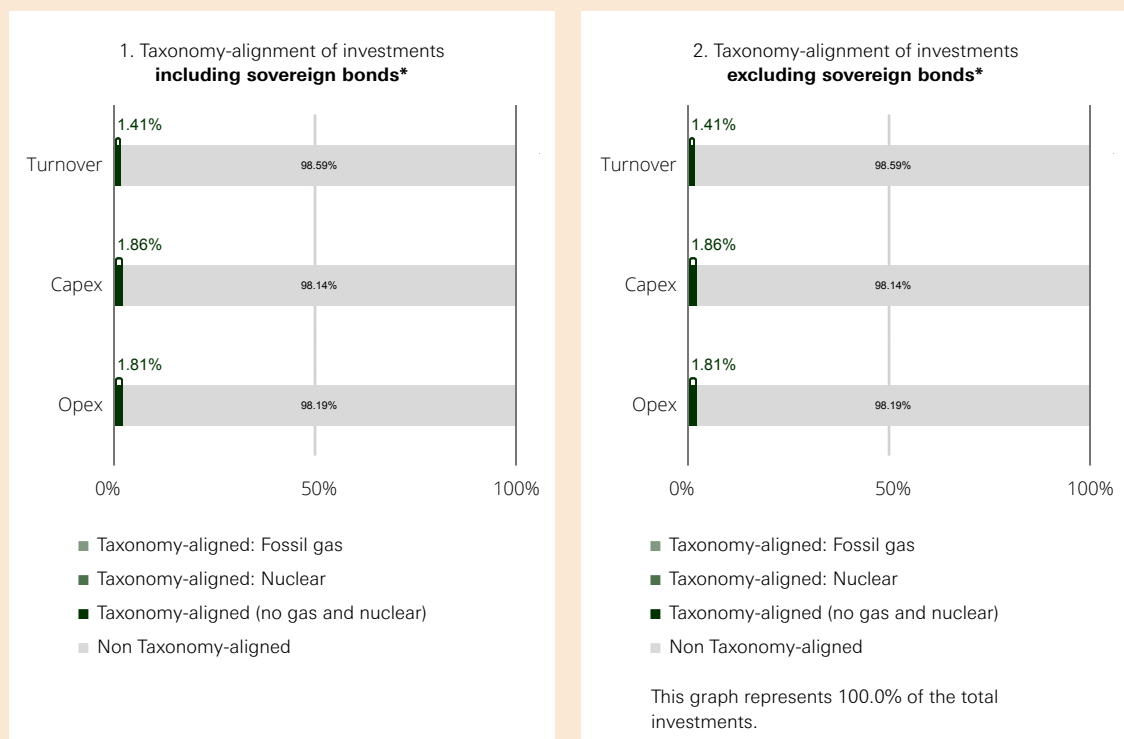 1. Taxonomy-alignment of investments
including sovereign bonds*
1.41%
Turnover
98.59%
1.86%
Capex
98.14%
1.81%
Opex
98.19%
0%
50%
100%
Taxonomy-aligned: Fossil gas
Taxonomy-aligned: Nuclear
Taxonomy-aligned (no gas and nuclear)
Non Taxonomy-aligned
2. Taxonomy-alignment of investments
excluding sovereign bonds*
1.41%
Turnover
98.59%
1.86%
Capex
98.14%
1.81%
Opex
98.19%
0%
50%
100%
Taxonomy-aligned: Fossil gas
Taxonomy-aligned: Nuclear
Taxonomy-aligned (no gas and nuclear)
Non Taxonomy-aligned
This graph represents 100.0% of the total
investments.